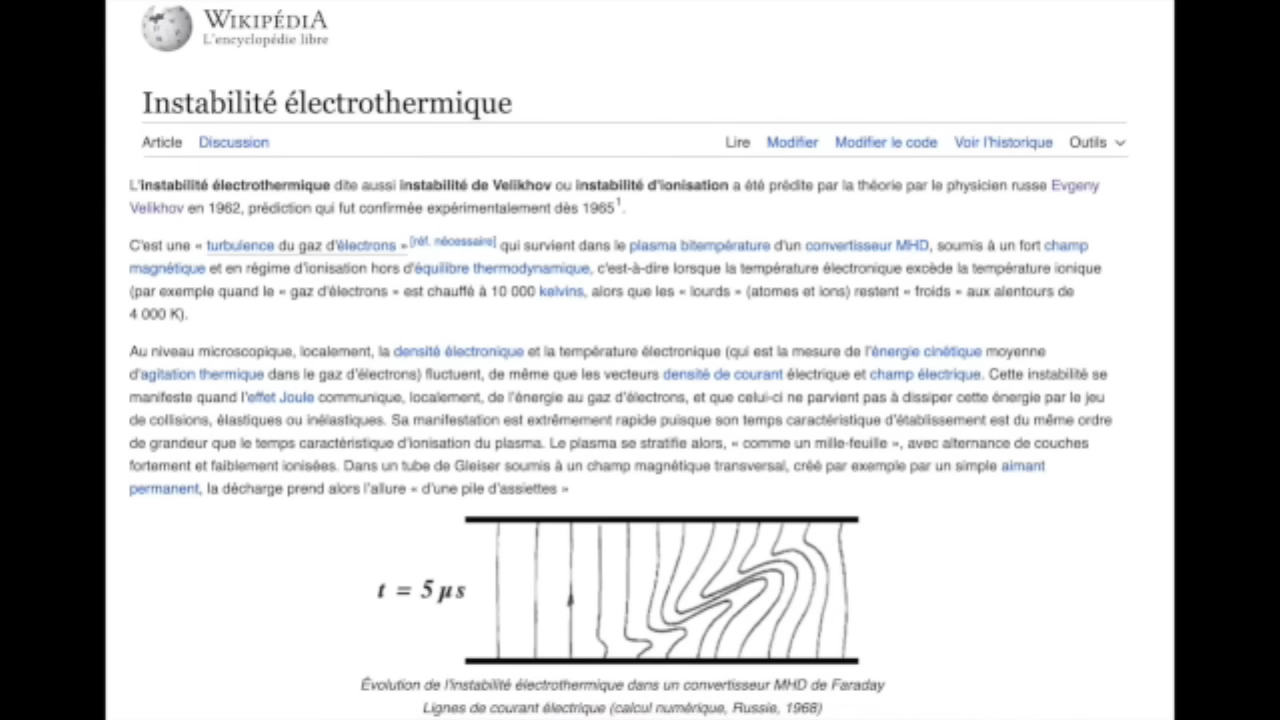 WIKIPÉDIA
L'encyclopédie libre
Instabilité électrothermique
Article Discussion Lire Modifier Modifier le code Voir l'historique Outils
L'instabilité électrothermique dite aussi instabilité de Velikhov ou instabilité d'ionisation a été prédite par la théorie par le physicien russe Evgeny
Velikhov en 1962, prédiction qui fut confirmée expérimentalement dès 1965¹.
C'est une « turbulence du gaz d'électrons »[réf. nécessaire] qui survient dans le plasma bitempérature d'un convertisseur MHD, soumis à un fort champ
magnétique et en régime d'ionisation hors d'équilibre thermodynamique, c'est-à-dire lorsque la température électronique excède la température ionique
(par exemple quand le « gaz d'électrons » est chauffé à 10 000 kelvins, alors que les « lourds » (atomes et ions) restent « froids » aux alentours de
4 000 K).
Au niveau microscopique, localement, la densité électronique et la température électronique (qui est la mesure de l'énergie cinétique moyenne
d'agitation thermique dans le gaz d'électrons) fluctuent, de même que les vecteurs densité de courant électrique et champ électrique. Cette instabilité se
manifeste quand l'effet Joule communique, localement, de l'énergie au gaz d'électrons, et que celui-ci ne parvient pas à dissiper cette énergie par le jeu
de collisions, élastiques ou inélastiques. Sa manifestation est extrêmement rapide puisque son temps caractéristique d'établissement est du même ordre
de grandeur que le temps caractéristique d'ionisation du plasma. Le plasma se stratifie alors, « comme un mille-feuille », avec alternance de couches
fortement et faiblement ionisées. Dans un tube de Gleiser soumis à un champ magnétique transversal, créé par exemple par un simple aimant
permanent, la décharge prend alors l'allure « d'une pile d'assiettes »
t = 5 μs
Évolution de l'instabilité électrothermique dans un convertisseur MHD de Faraday
Lignes de courant électrique (calcul numérique, Russie, 1968)